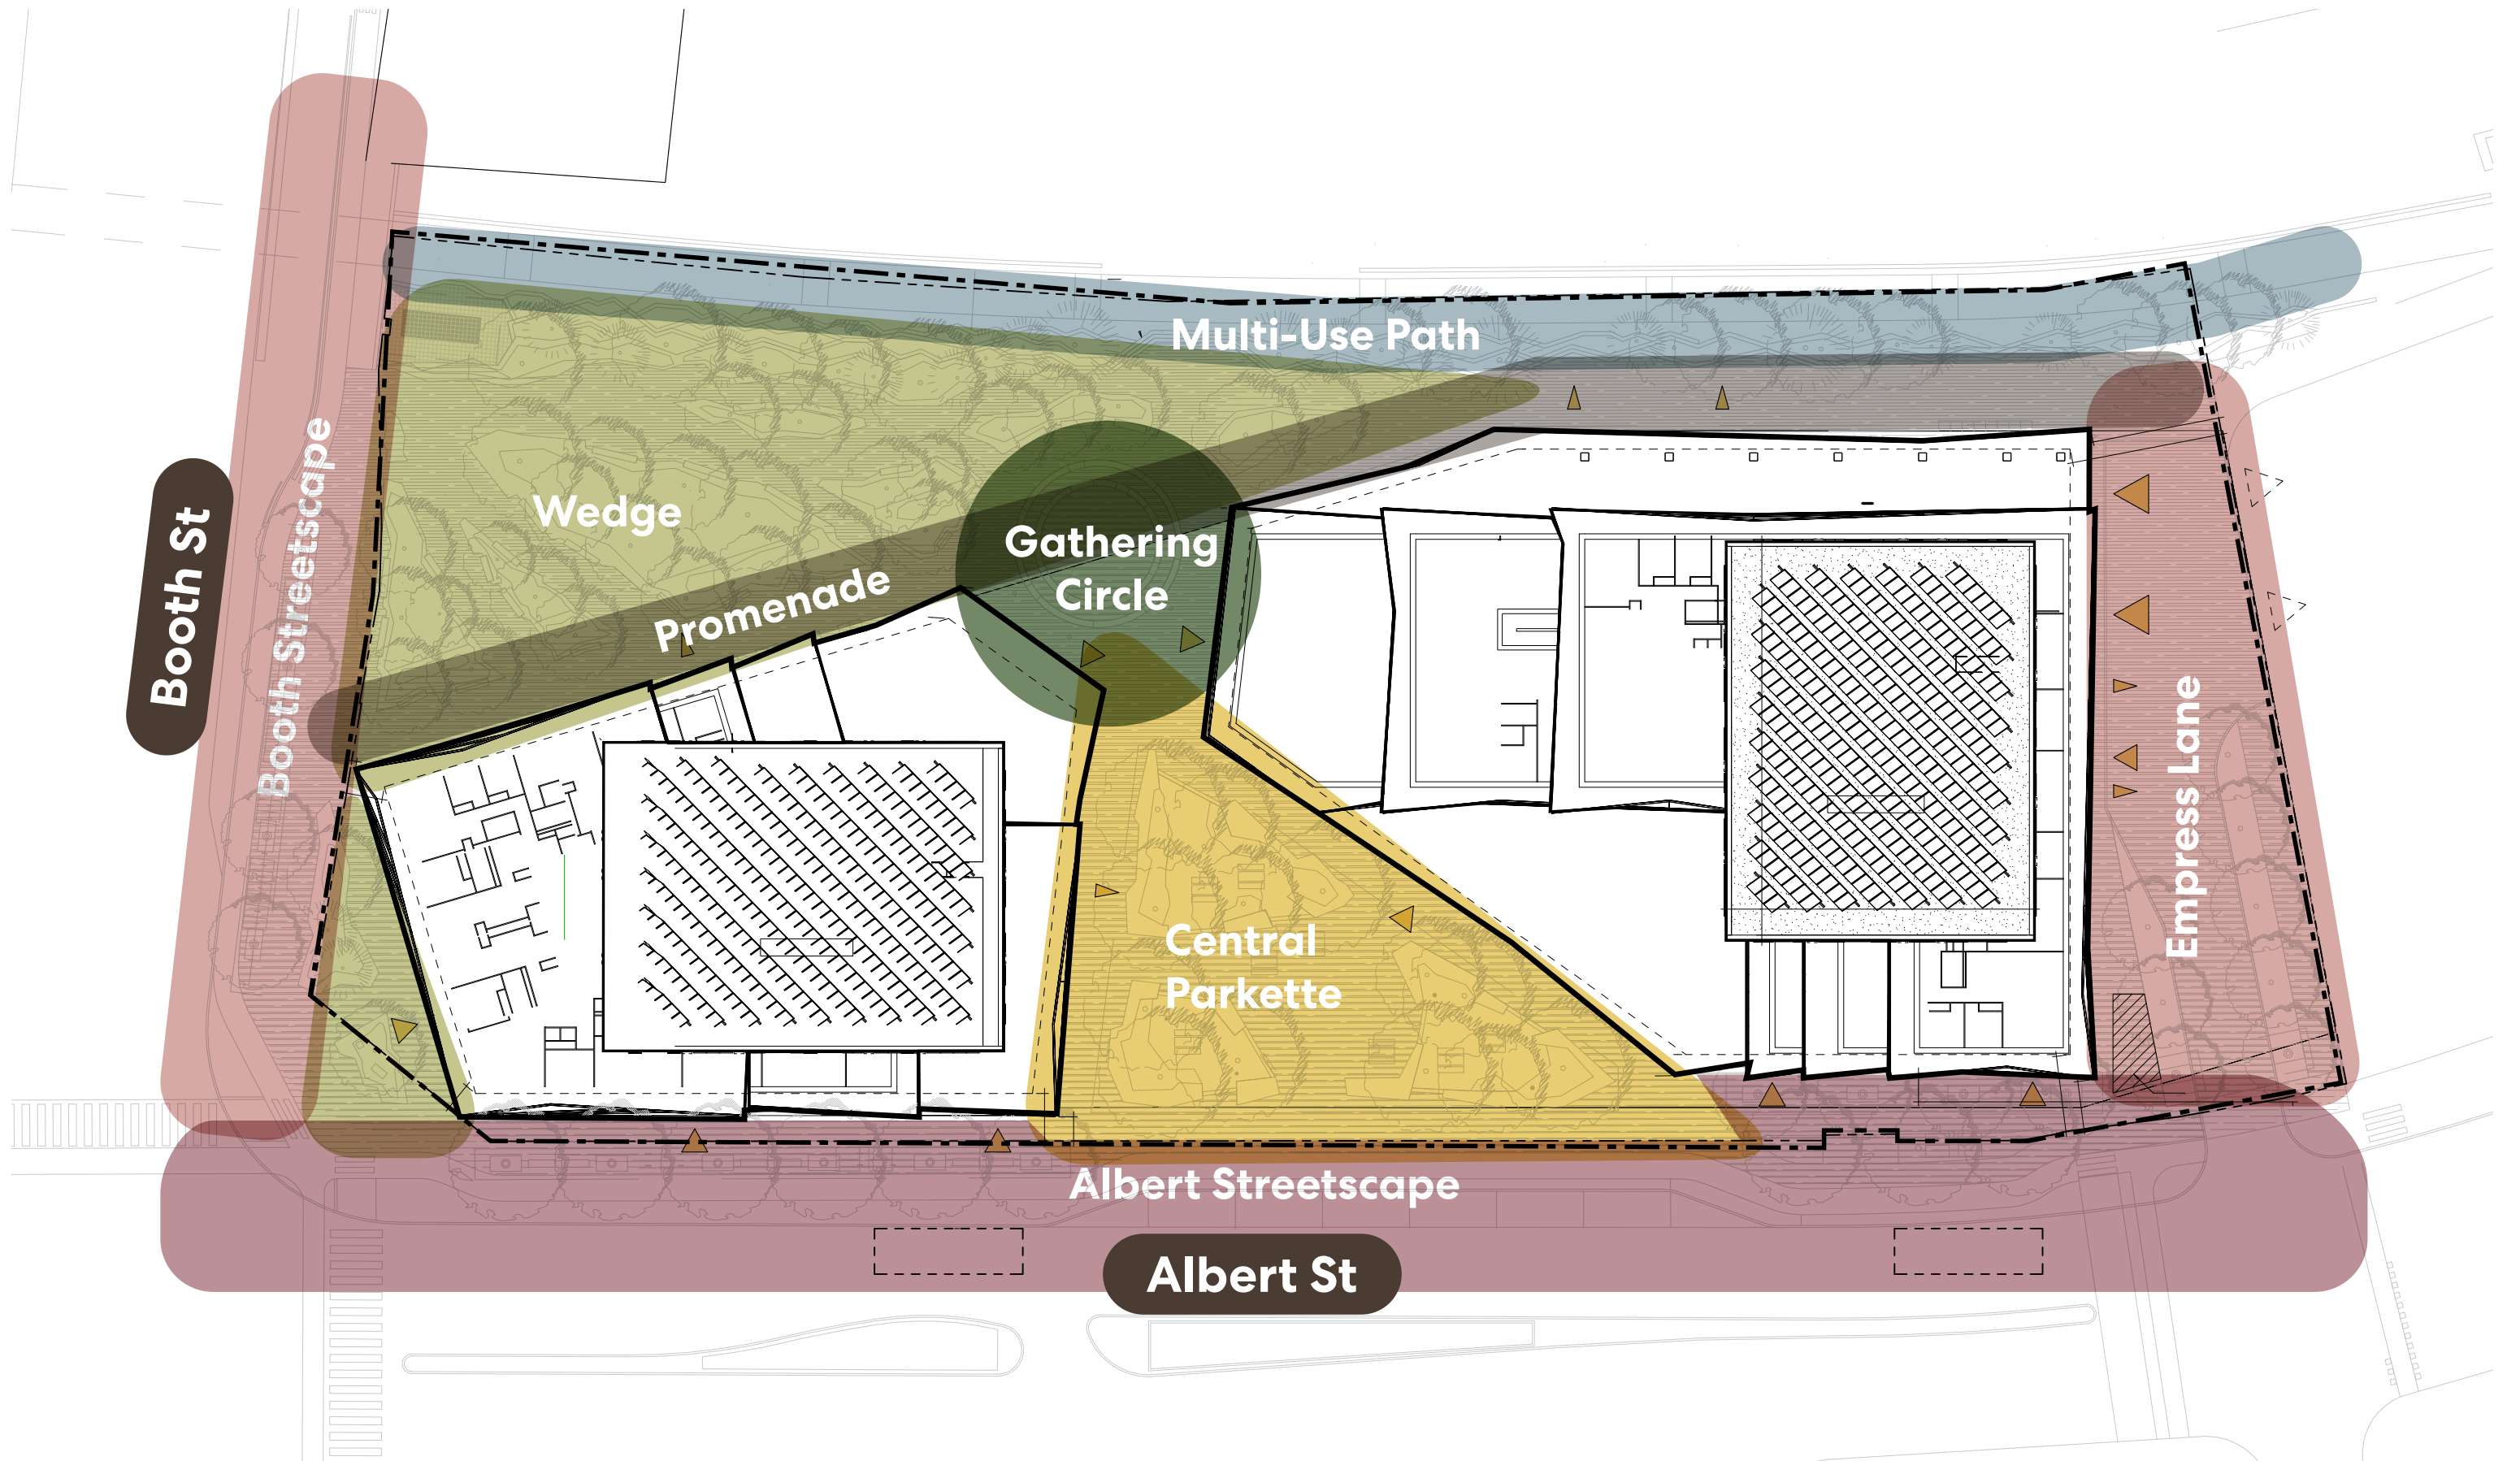 Multi-Use Path
Wedge
Gathering
Circle
Promenade
Booth St
Booth Streetscape
Empress Lane
Central
Parkette
Albert Streetscape
Albert St